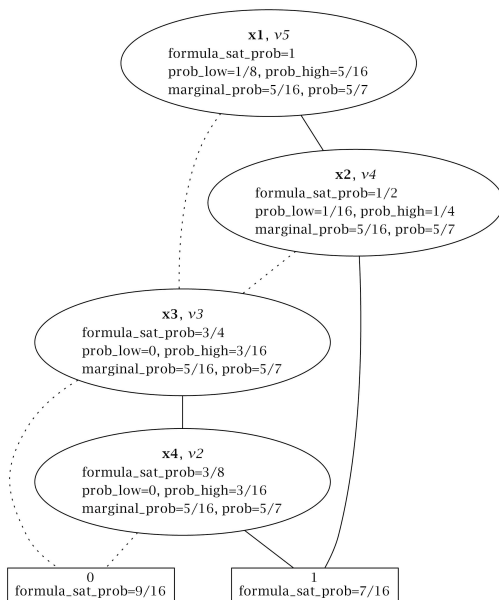 x1, v5
formula_sat_prob=1
prob_low=1/8, prob_high=5/16
marginal_prob=5/16, prob=5/7
x2, v4
formula_sat_prob=1/2
prob_low=1/16, prob_high=1/4
marginal_prob=5/16, prob=5/7
x3, v3
formula_sat_prob=3/4
prob_low=0, prob_high=3/16
marginal_prob=5/16, prob=5/7
x4, v2
formula_sat_prob=3/8
prob_low=0, prob_high=3/16
marginal_prob=5/16, prob=5/7
0
formula_sat_prob=9/16
1
formula_sat_prob=7/16